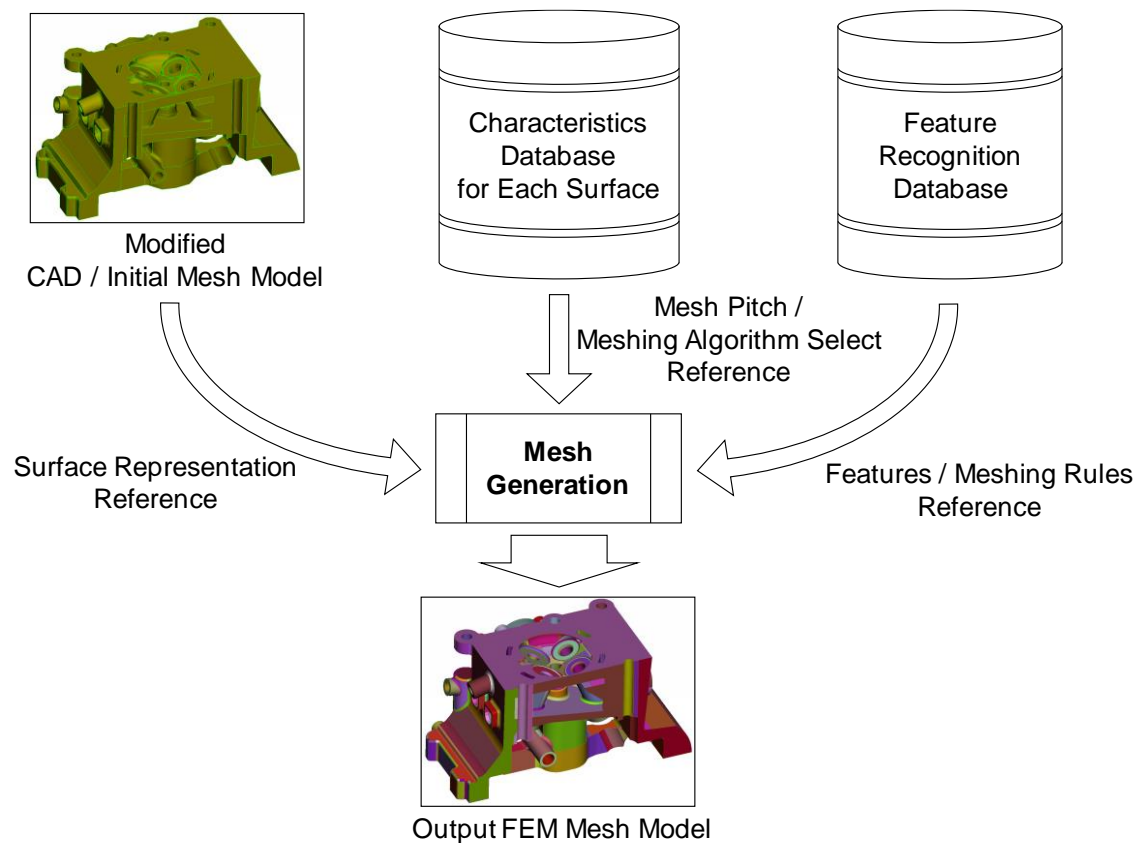 Characteristics
Database
for Each Surface
Feature
Recognition
Database
Modified
CAD / Initial Mesh Model
Mesh Pitch /
Meshing Algorithm Select
Reference
Surface Representation
Reference
Mesh
Generation
Features / Meshing Rules
Reference
Output FEM Mesh Model